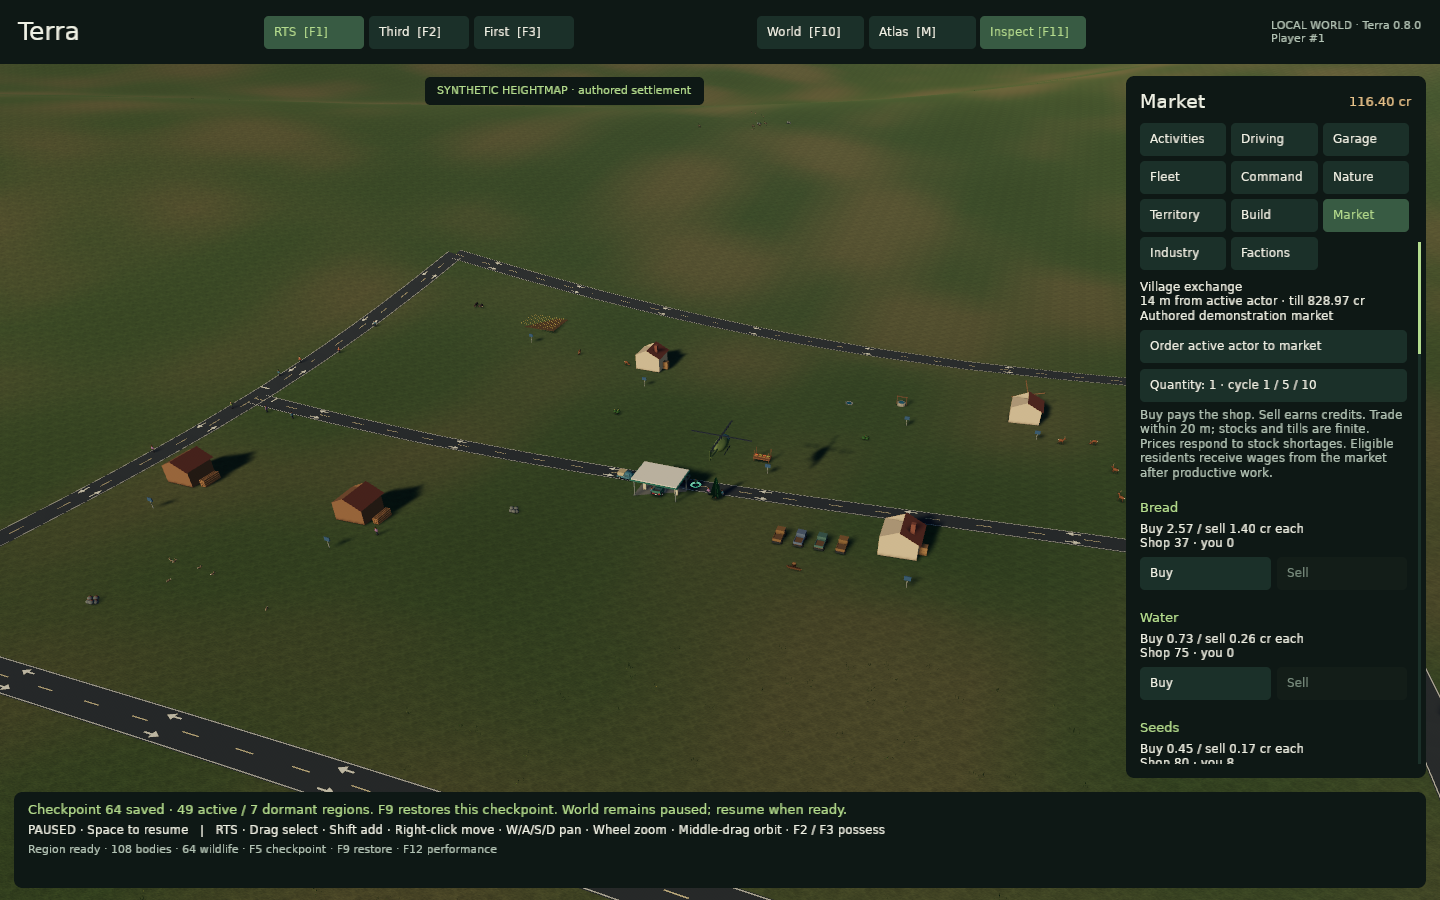 Terra
RTS [F1]
Third [F2]
First [F3]
World [F10]
Atlas [M]
Inspect [F11]
LOCAL WORLD · Terra 0.8.0
Player #1
SYNTHETIC HEIGHTMAP · authored settlement
Market
116.40 cr
Activities
Driving
Garage
Fleet
Command
Nature
Territory
Build
Market
Industry
Factions
Village exchange
14 m from active actor · till 828.97 cr
Authored demonstration market
Order active actor to market
Quantity: 1 · cycle 1 / 5 / 10
Buy pays the shop. Sell earns credits. Trade
within 20 m; stocks and tills are finite.
Prices respond to stock shortages. Eligible
residents receive wages from the market
after productive work.
Bread
Buy 2.57 / sell 1.40 cr each
Shop 37 · you 0
Buy
Sell
Water
Buy 0.73 / sell 0.26 cr each
Shop 75 · you 0
Buy
Sell
Seeds
Buy 0.45 / sell 0.17 cr each
Shop 80 · you 8
Checkpoint 64 saved · 49 active / 7 dormant regions. F9 restores this checkpoint. World remains paused; resume when ready.
PAUSED · Space to resume | RTS · Drag select · Shift add · Right-click move · W/A/S/D pan · Wheel zoom · Middle-drag orbit · F2 / F3 possess
Region ready · 108 bodies · 64 wildlife · F5 checkpoint · F9 restore · F12 performance